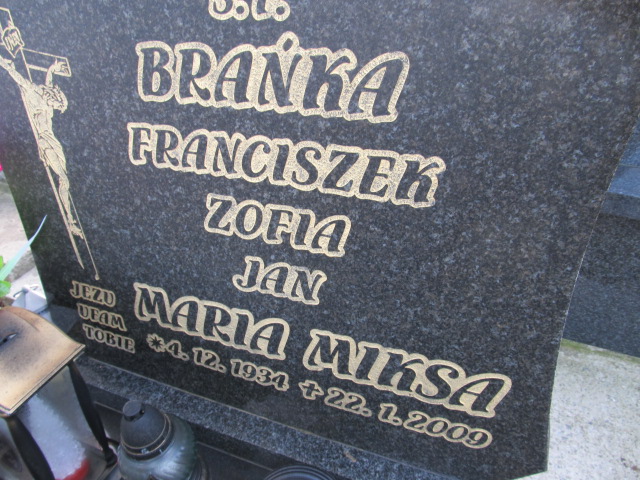 Ś.P.
BRAŃKA
FRANCISZEK
ZOFIA
JAN
MARIA MIKSA
*4. 12. 1934 +22. 1. 2009
JEZU
UFAM
TOBIE